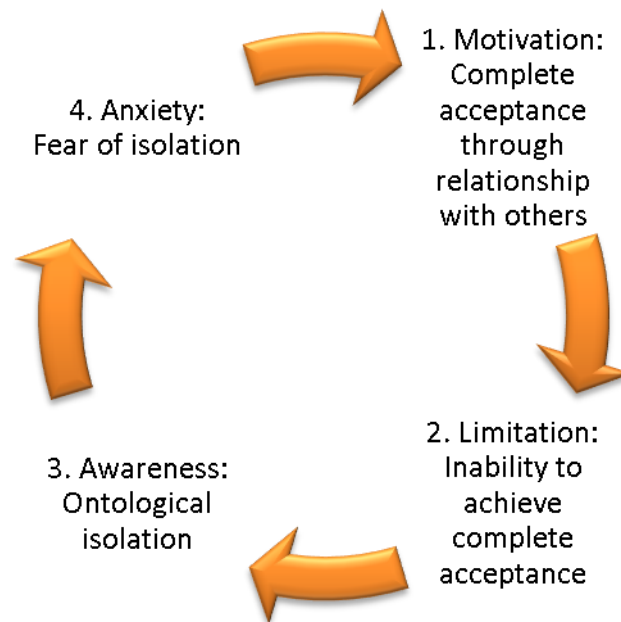 1. Motivation:
Complete
acceptance
through
relationship
with others
2. Limitation:
Inability to
achieve
complete
acceptance
3. Awareness:
Ontological
isolation
4. Anxiety:
Fear of isolation